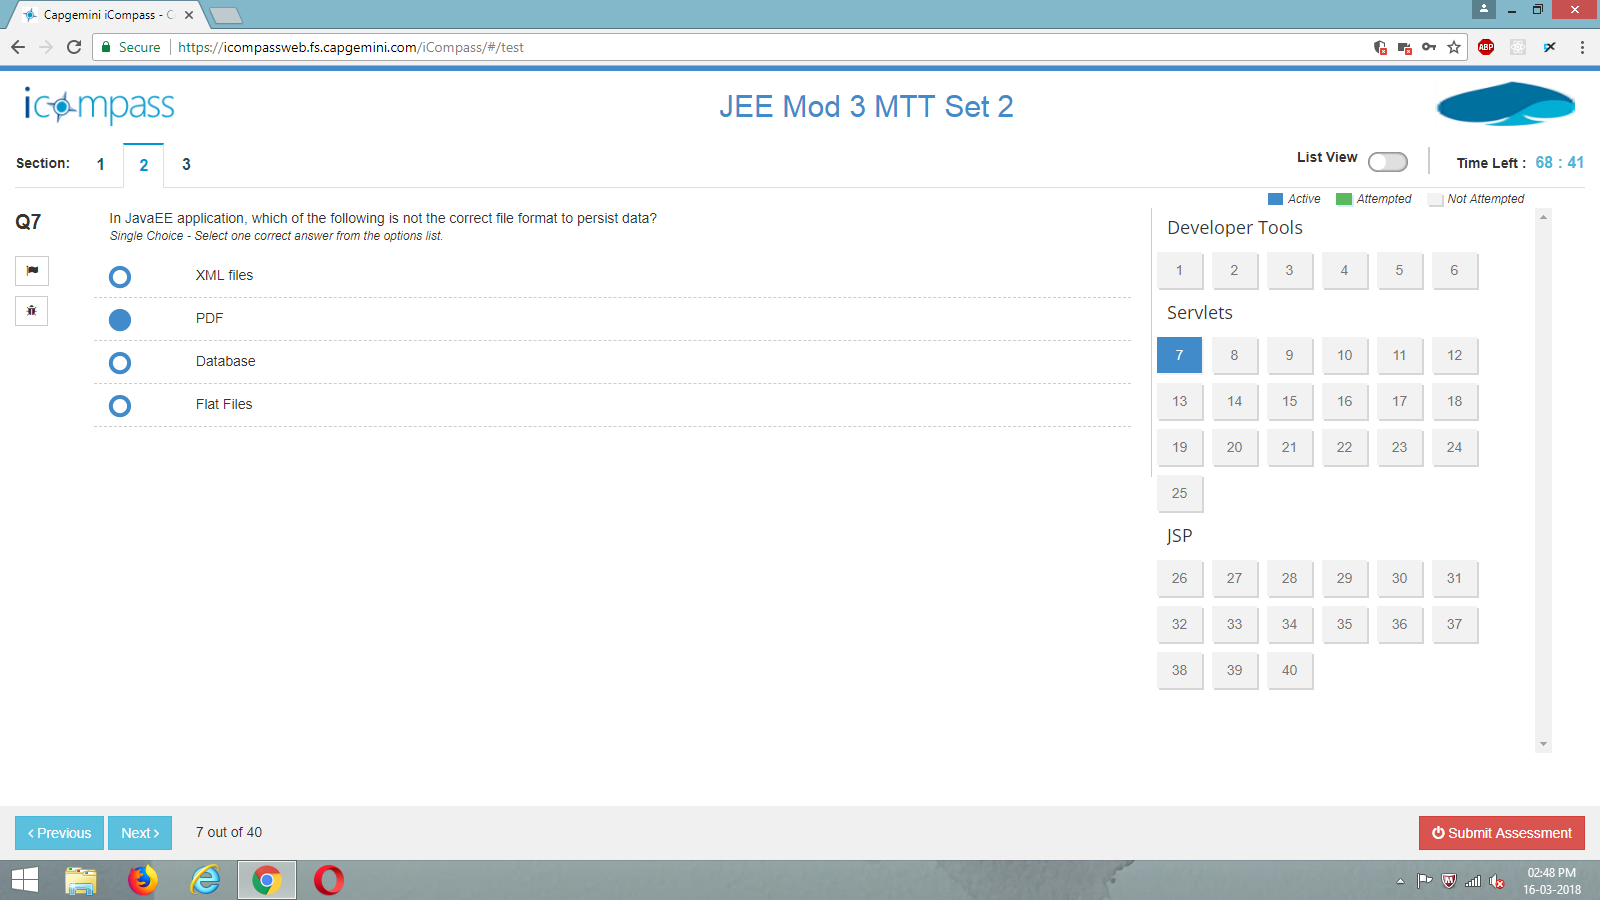 Capgemini iCompass - C
Secure https://icompassweb.fs.capgemini.com/iCompass/#/test
ABP
icompass
JEE Mod 3 MTT Set 2
Section: 1 2 3
List View
Time Left : 68 : 41
Active Attempted Not Attempted
Q7
In JavaEE application, which of the following is not the correct file format to persist data?
Single Choice - Select one correct answer from the options list.
XML files
PDF
Database
Flat Files
Developer Tools
1 2 3 4 5 6
Servlets
7 8 9 10 11 12
13 14 15 16 17 18
19 20 21 22 23 24
25
JSP
26 27 28 29 30 31
32 33 34 35 36 37
38 39 40
Previous Next 7 out of 40
Submit Assessment
02:48 PM
16-03-2018